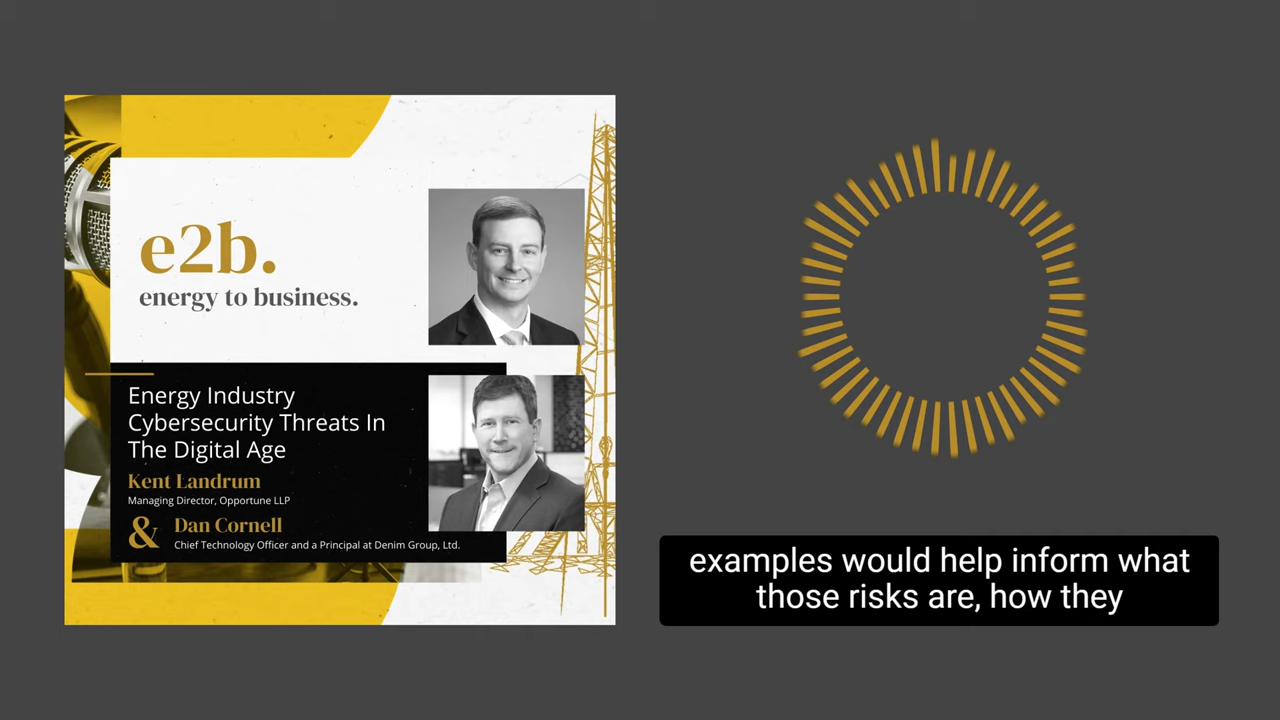 e2b.
energy to business.
Energy Industry
Cybersecurity Threats In
The Digital Age
Kent Landrum
Managing Director, Opportune LLP
& Dan Cornell
Chief Technology Officer and a Principal at Denim Group, Ltd.
examples would help inform what
those risks are, how they